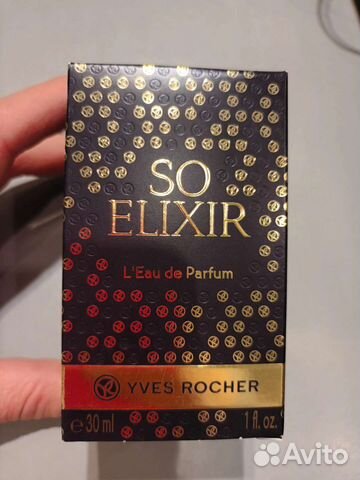 SO
ELIXIR
L'Eau de Parfum
YVES ROCHER
e 30 ml 1 fl. oz.
Avito